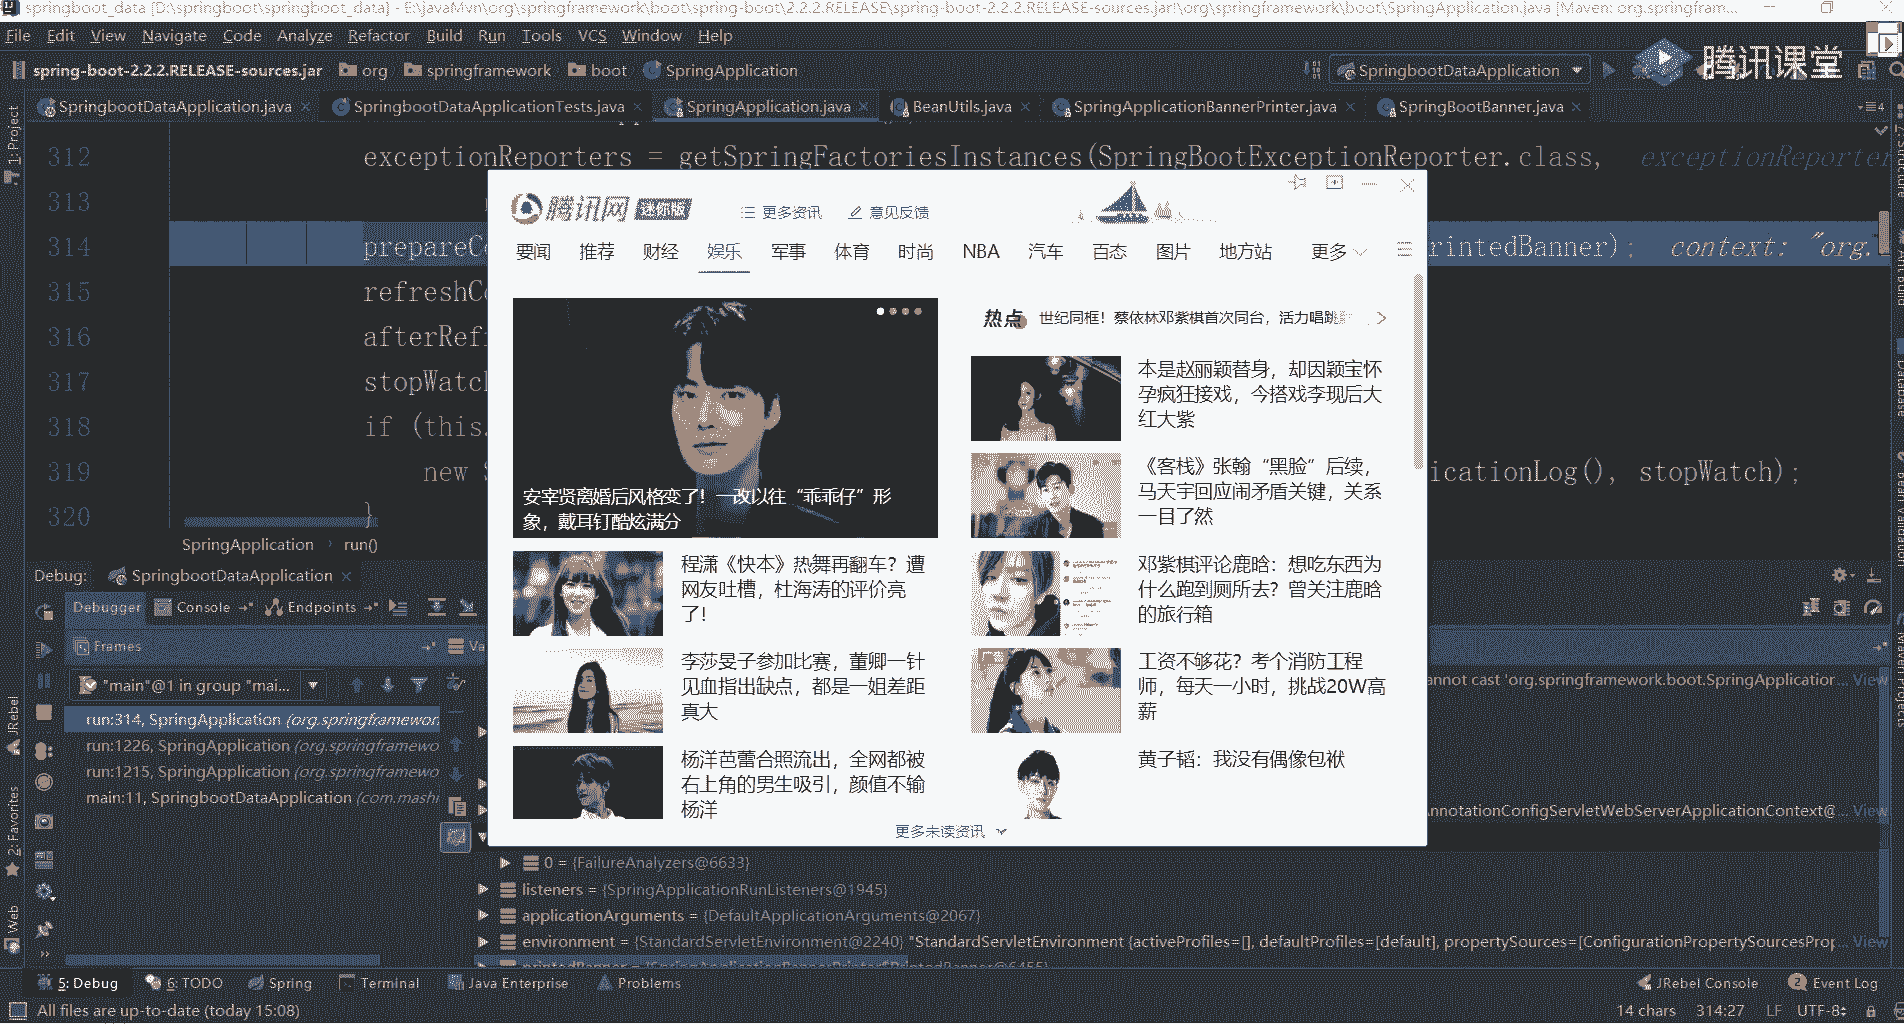 springboot_data [D:\springboot\springboot_data] - E:\javaMvn\org\springframework\boot\spring-boot\2.2.2.RELEASE\spring-boot-2.2.2.RELEASE-sources.jar!\org\springframework\boot\SpringApplication.java [Maven: org.springfram...
File Edit View Navigate Code Analyze Refactor Build Run Tools VCS Window Help
spring-boot-2.2.2.RELEASE-sources.jar org springframework boot SpringApplication SpringbootDataApplication
腾讯课堂
SpringbootDataApplication.java SpringbootDataApplicationTests.java SpringApplication.java BeanUtils.java SpringApplicationBannerPrinter.java SpringBootBanner.java
1: Project
312 exceptionReporters = getSpringFactoriesInstances(SpringBootExceptionReporter.class, exceptionReporter
313
314 prepareCo rintedBanner); context: "org.
315 refreshCo
316 afterRef
317 stopWatch
318 if (this.
319 new S icationLog(), stopWatch);
320 }
SpringApplication run()
腾讯网 迷你版 更多资讯 意见反馈
要闻 推荐 财经 娱乐 军事 体育 时尚 NBA 汽车 百态 图片 地方站 更多
安宰贤离婚后风格变了！一改以往“乖乖仔”形
象，戴耳钉酷炫满分
热点 世纪同框！蔡依林邓紫棋首次同台，活力唱跳
本是赵丽颖替身，却因颖宝怀
孕疯狂接戏，今搭戏李现后大
红大紫
《客栈》张翰“黑脸”后续，
马天宇回应闹矛盾关键，关系
一目了然
程潇《快本》热舞再翻车？遭
网友吐槽，杜海涛的评价亮
了！
邓紫棋评论鹿晗：想吃东西为
什么跑到厕所去？曾关注鹿晗
的旅行箱
李莎旻子参加比赛，董卿一针
见血指出缺点，都是一姐差距
真大
广告
工资不够花？考个消防工程
师，每天一小时，挑战20W高
薪
杨洋芭蕾合照流出，全网都被
右上角的男生吸引，颜值不输
杨洋
黄子韬：我没有偶像包袱
更多未读资讯
Debug: SpringbootDataApplication
Debugger Console Endpoints
Frames Va
"main"@1 in group "mai...
run:314, SpringApplication (org.springframewor
run:1226, SpringApplication (org.springframewo
run:1215, SpringApplication (org.springframewo
main:11, SpringbootDataApplication (com.mashi
annot cast 'org.springframework.boot.SpringApplication... View
AnnotationConfigServletWebServerApplicationContext@... View
0 = {FailureAnalyzers@6633}
listeners = {SpringApplicationRunListeners@1945}
applicationArguments = {DefaultApplicationArguments@2067}
environment = {StandardServletEnvironment@2240} "StandardServletEnvironment {activeProfiles=[], defaultProfiles=[default], propertySources=[ConfigurationPropertySourcesProp... View
JRebel
2: Favorites
Web
5: Debug 6: TODO Spring Terminal Java Enterprise Problems JRebel Console 2 Event Log
All files are up-to-date (today 15:08) 14 chars 314:27 LF UTF-8